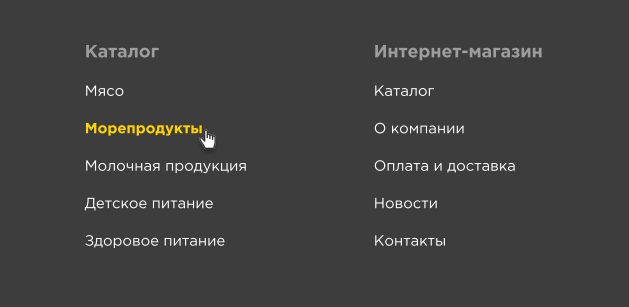 Каталог
Мясо
Морепродукты
Молочная продукция
Детское питание
Здоровое питание
Интернет-магазин
Каталог
О компании
Оплата и доставка
Новости
Контакты